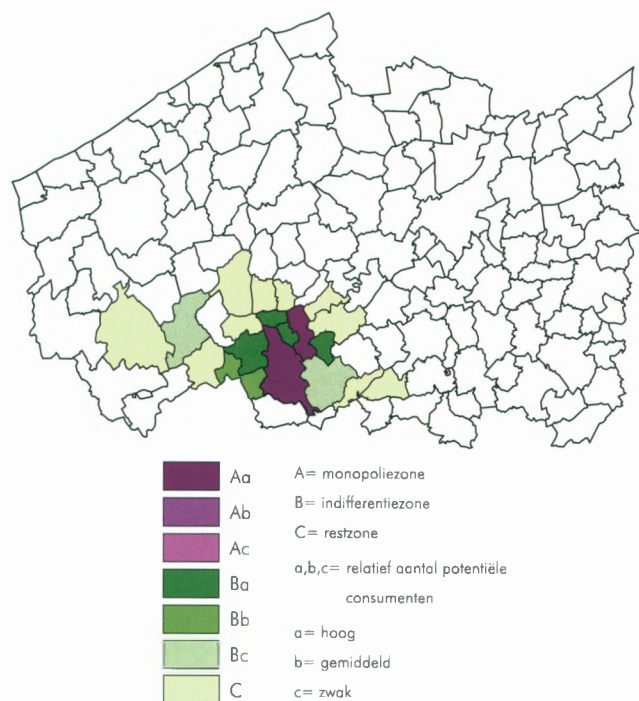 Aa
Ab
Ac
Ba
Bb
Bc
C
A= monopoliezone
B= indifferentiezone
C= restzone
a,b,c= relatief aantal potentiële
consumenten
a= hoog
b= gemiddeld
c= zwak